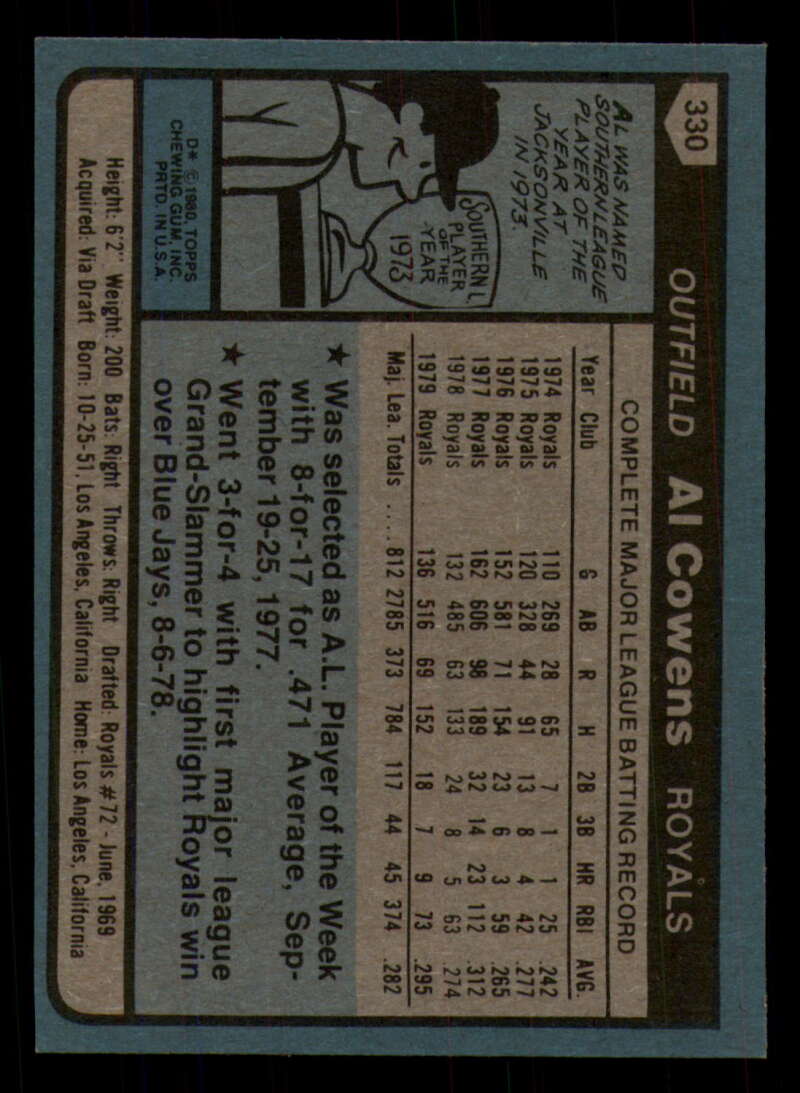 330
OUTFIELD Al Cowens ROYALS
AL WAS NAMED
SOUTHERN LEAGUE
PLAYER OF THE
YEAR AT
JACKSONVILLE
IN 1973.
SOUTHERN L.
PLAYER
OF THE
YEAR
1973
D* ©1980, TOPPS
CHEWING GUM, INC.
PRTD. IN U.S.A.
COMPLETE MAJOR LEAGUE BATTING RECORD
Year Club G AB R H 2B 3B HR RBI AVG.
1974 Royals 110 269 28 65 7 1 1 25 .242
1975 Royals 120 328 44 91 13 8 4 42 .277
1976 Royals 152 581 71 154 23 6 3 59 .265
1977 Royals 162 606 98 189 32 14 23 112 .312
1978 Royals 132 485 63 133 24 8 5 63 .274
1979 Royals 136 516 69 152 18 7 9 73 .295
Maj. Lea. Totals .... 812 2785 373 784 117 44 45 374 .282
★ Was selected as A.L. Player of the Week
with 8-for-17 for .471 Average, Sep-
tember 19-25, 1977.
★ Went 3-for-4 with first major league
Grand-Slammer to highlight Royals win
over Blue Jays, 8-6-78.
Height: 6'2" Weight: 200 Bats: Right Throws: Right Drafted: Royals #72 - June, 1969
Acquired: Via Draft Born: 10-25-51, Los Angeles, California Home: Los Angeles, California